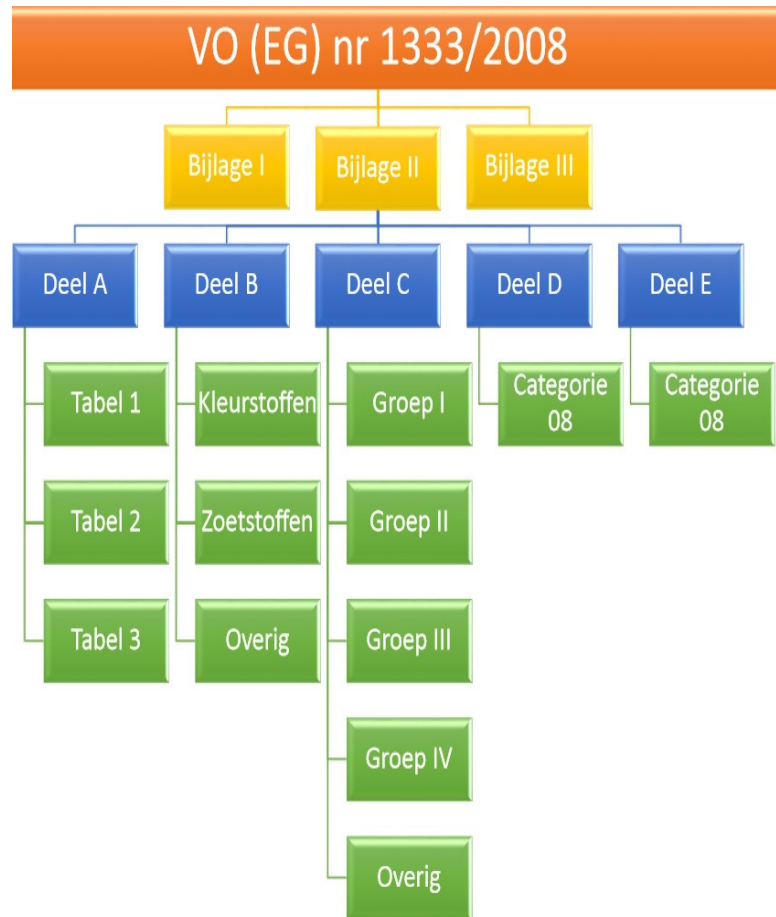 VO (EG) nr 1333/2008
Bijlage I
Bijlage II
Bijlage III
Deel A
Deel B
Deel C
Deel D
Deel E
Tabel 1
Kleurstoffen
Groep I
Categorie
08
Categorie
08
Tabel 2
Zoetstoffen
Groep II
Tabel 3
Overig
Groep III
Groep IV
Overig